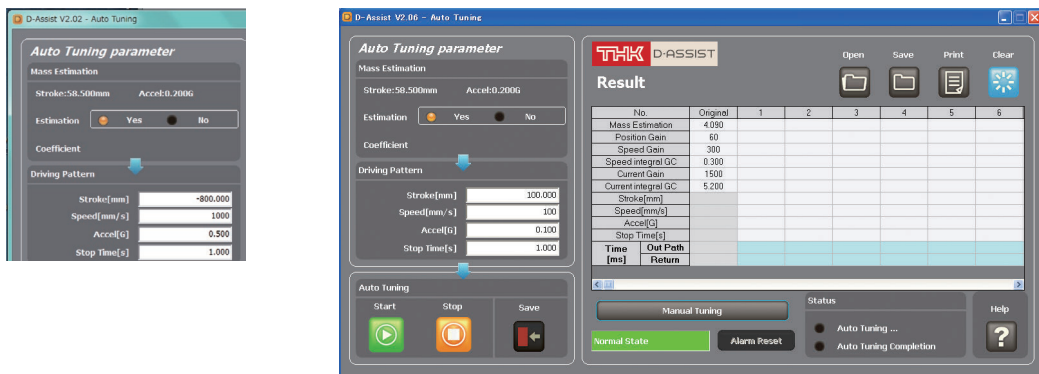 D-Assist V2.02 - Auto Tuning
Auto Tuning parameter
Mass Estimation
Stroke:58.500mm Accel:0.200G
Estimation Yes No
Coefficient
Driving Pattern
Stroke[mm] -800.000
Speed[mm/s] 1000
Accel[G] 0.500
Stop Time[s] 1.000
D-Assist V2.06 - Auto Tuning
Auto Tuning parameter
Mass Estimation
Stroke:58.500mm Accel:0.200G
Estimation Yes No
Coefficient
Driving Pattern
Stroke[mm] 100.000
Speed[mm/s] 100
Accel[G] 0.100
Stop Time[s] 1.000
Auto Tuning
Start Stop Save
THK D-ASSIST
Result
Open Save Print Clear
No. Original 1 2 3 4 5 6
Mass Estimation 4.090
Position Gain 60
Speed Gain 300
Speed integral GC 0.300
Current Gain 1500
Current integral GC 5.200
Stroke[mm]
Speed[mm/s]
Accel[G]
Stop Time[s]
Time [ms] Out Path
Return
Manual Tuning
Normal State
Alarm Reset
Status
Auto Tuning ...
Auto Tuning Completion
Help
?